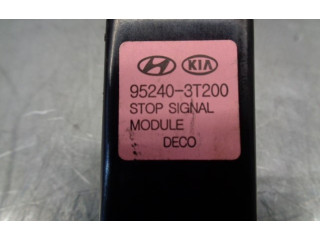 KIA
95240-3T200
STOP SIGNAL
MODULE
DECO